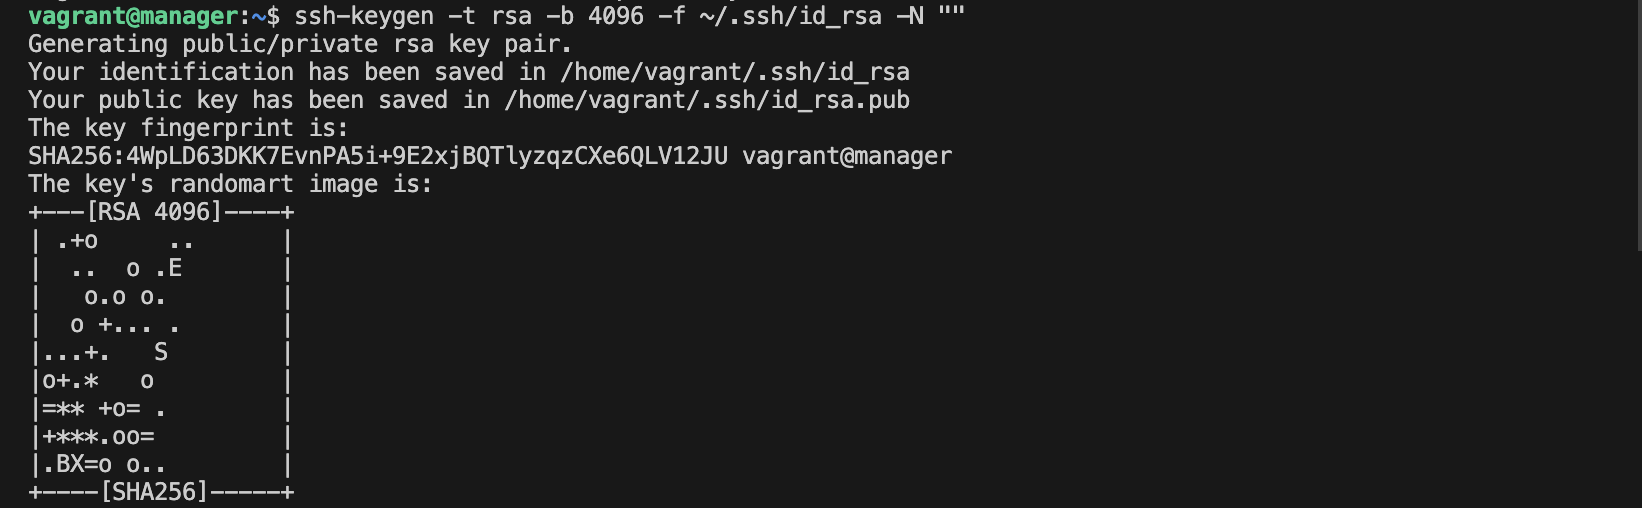 vagrant@manager:~$ ssh-keygen -t rsa -b 4096 -f ~/.ssh/id_rsa -N ""
Generating public/private rsa key pair.
Your identification has been saved in /home/vagrant/.ssh/id_rsa
Your public key has been saved in /home/vagrant/.ssh/id_rsa.pub
The key fingerprint is:
SHA256:4WpLD63DKK7EvnPA5i+9E2xjBQTlyzqzCXe6QLV12JU vagrant@manager
The key's randomart image is:
+---[RSA 4096]----+
| .+o     ..      |
|  ..  o .E       |
|   o.o o.        |
|  o +... .       |
|...+.   S        |
|o+.*   o         |
|=** +o= .        |
|+***.oo=         |
|.BX=o o..        |
+----[SHA256]-----+